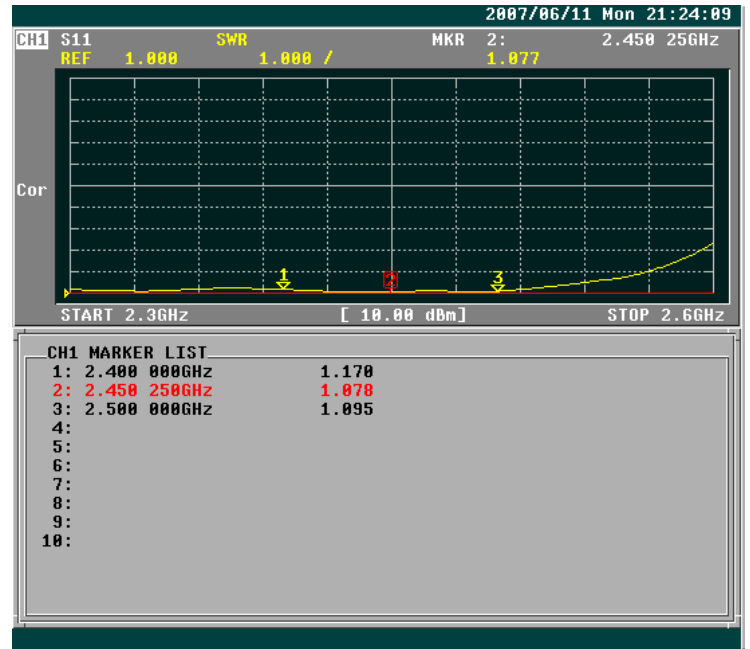 2007/06/11 Mon 21:24:09
CH1 S11 SWR MKR 2: 2.450 25GHz
REF 1.000 1.000 / 1.077
Cor
1 2 3
START 2.3GHz [ 10.00 dBm] STOP 2.6GHz
CH1 MARKER LIST
1: 2.400 000GHz 1.170
2: 2.450 250GHz 1.078
3: 2.500 000GHz 1.095
4:
5:
6:
7:
8:
9:
10: